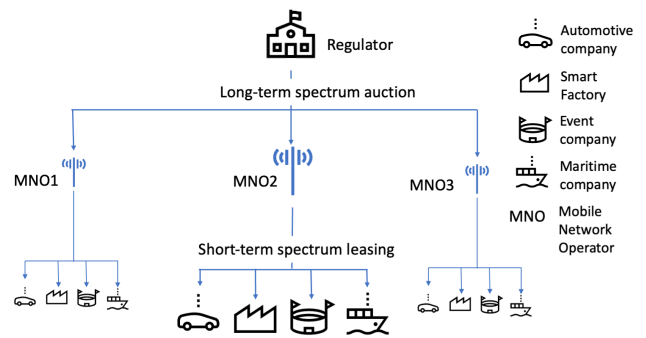 Regulator
Long-term spectrum auction
MNO1
MNO2
MNO3
Short-term spectrum leasing
Automotive
company
Smart
Factory
Event
company
Maritime
company
MNO
Mobile
Network
Operator